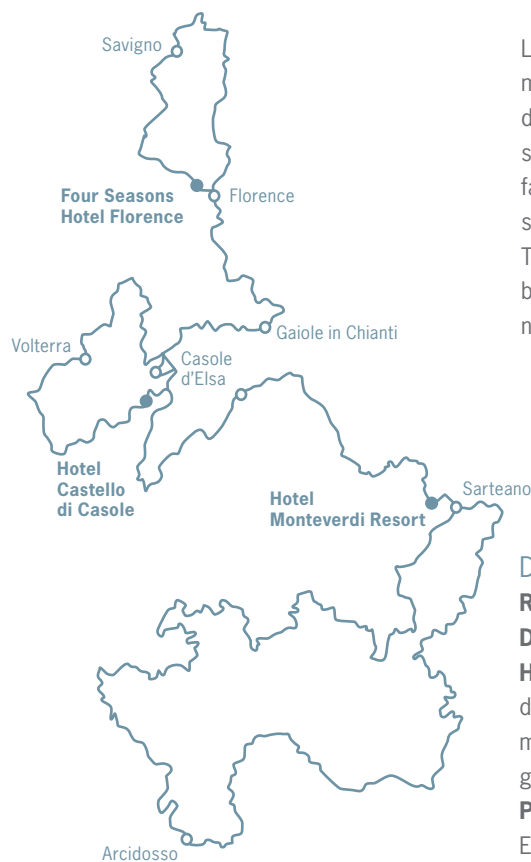 Savigno
Four Seasons
Hotel Florence
Florence
Gaiole in Chianti
Volterra
Casole
d'Elsa
Hotel
Castello
di Casole
Hotel
Monteverdi Resort
Sarteano
Arcidosso